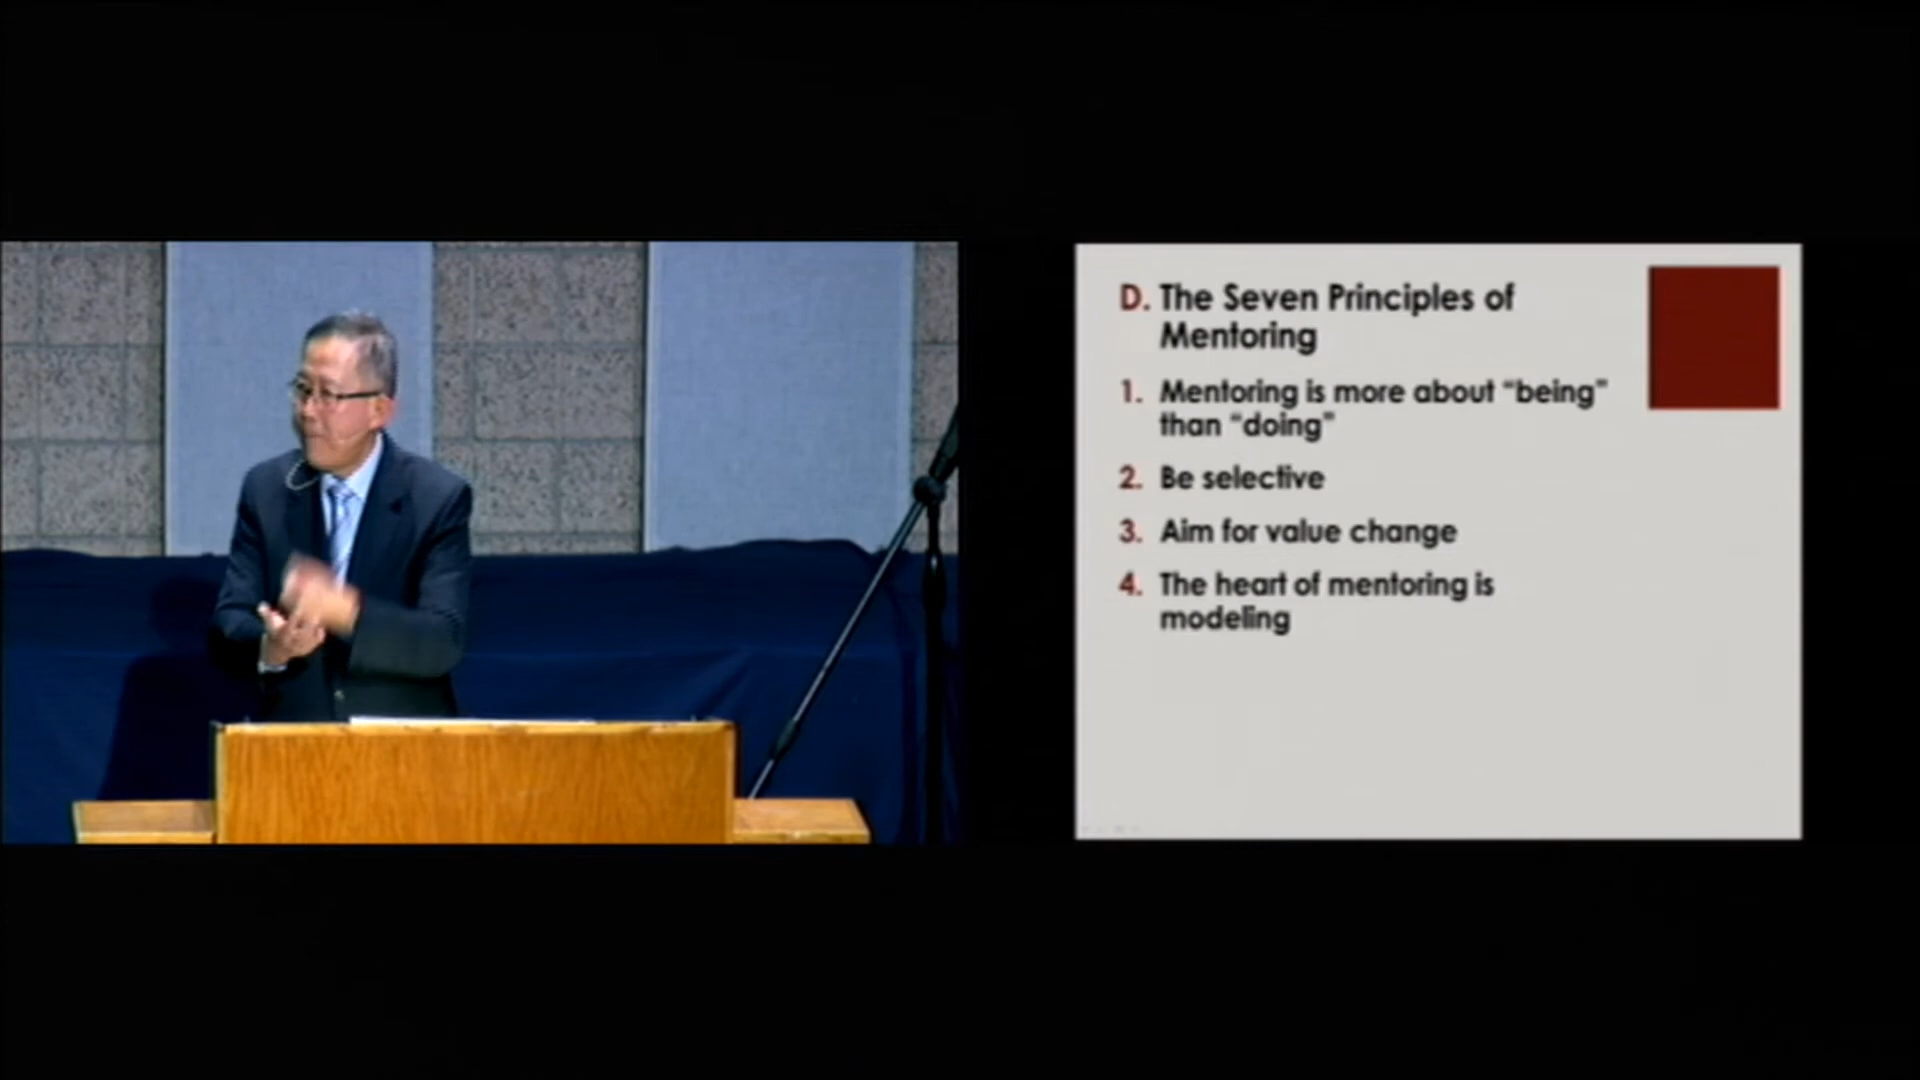 D. The Seven Principles of
Mentoring
1. Mentoring is more about “being”
than “doing”
2. Be selective
3. Aim for value change
4. The heart of mentoring is
modeling